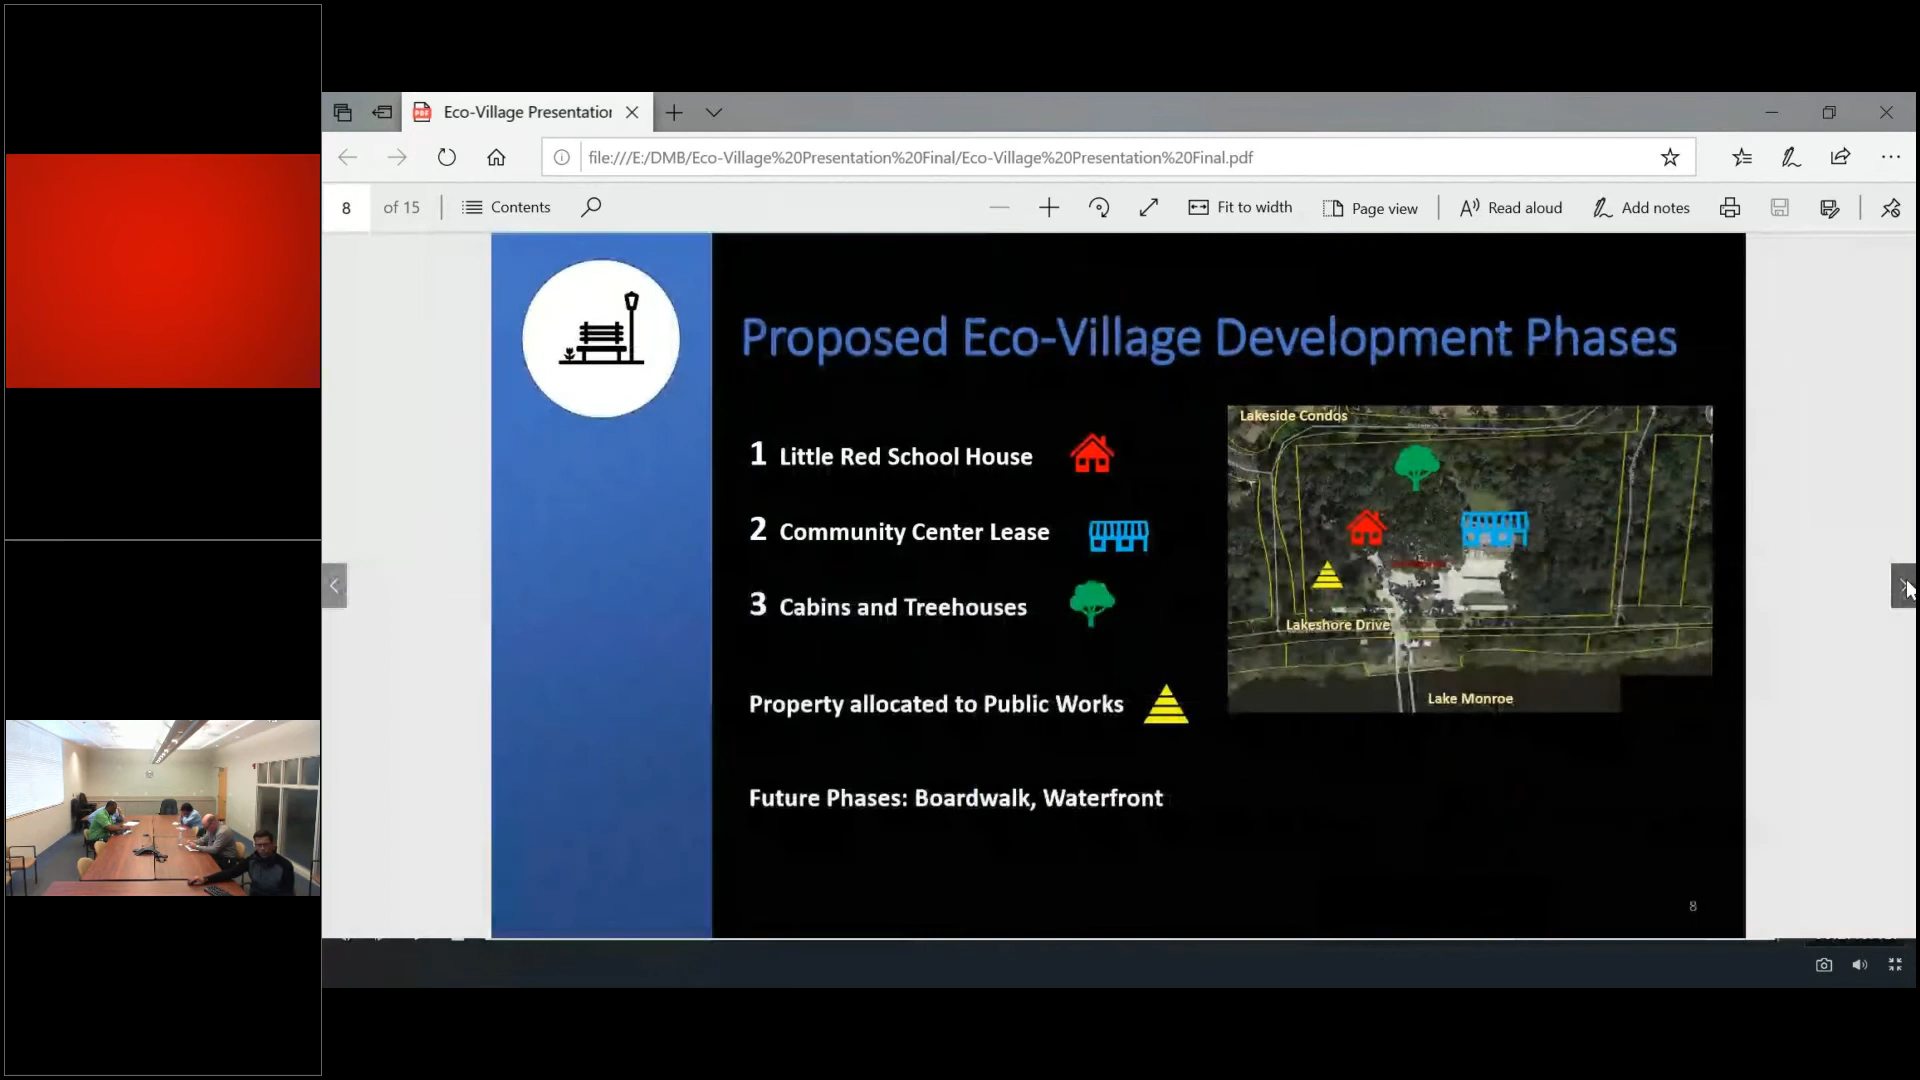 Eco-Village Presentation
file:///E:/DMB/Eco-Village%20Presentation%20Final/Eco-Village%20Presentation%20Final.pdf
8 of 15
Contents
Fit to width
Page view
Read aloud
Add notes
Proposed Eco-Village Development Phases
1 Little Red School House
2 Community Center Lease
3 Cabins and Treehouses
Property allocated to Public Works
Future Phases: Boardwalk, Waterfront
Lakeside Condos
Lakeshore Drive
Lake Monroe
8